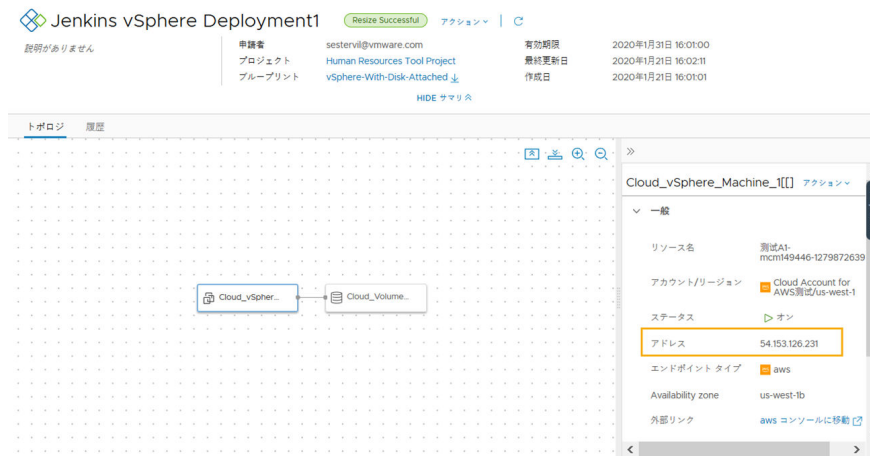 Jenkins vSphere Deployment1 Resize Successful アクション
説明がありません
申請者 sestervil@vmware.com
プロジェクト Human Resources Tool Project
ブループリント vSphere-With-Disk-Attached
有効期限 2020年1月31日 16:01:00
最終更新日 2020年1月21日 16:02:11
作成日 2020年1月21日 16:01:01
HIDE サマリ
トポロジ 履歴
Cloud_vSpher...
Cloud_Volume...
Cloud_vSphere_Machine_1[[] アクション
一般
リソース名 测试A1-
mcm149446-1279872639
アカウント/リージョン Cloud Account for
AWS测试/us-west-1
ステータス オン
アドレス 54.153.126.231
エンドポイント タイプ aws
Availability zone us-west-1b
外部リンク aws コンソールに移動